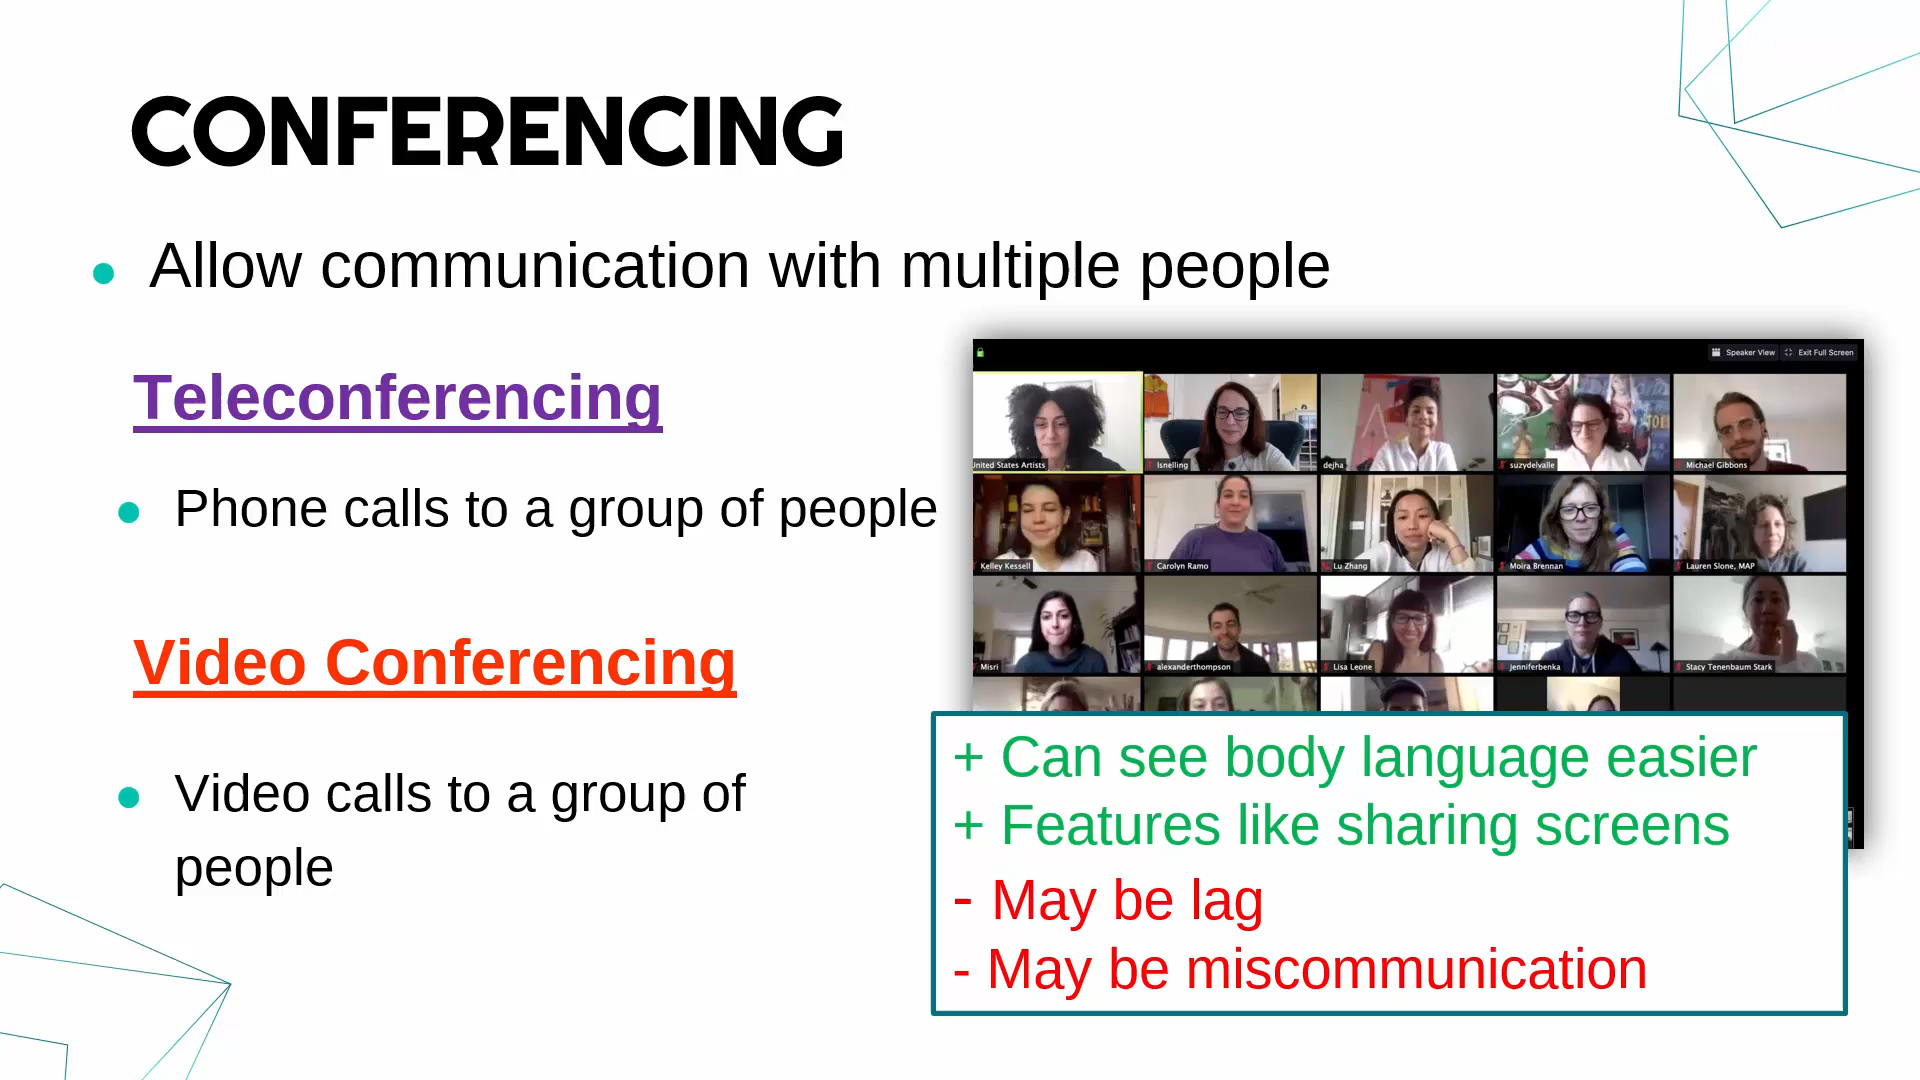 CONFERENCING
Allow communication with multiple people
Teleconferencing
Phone calls to a group of people
Video Conferencing
Video calls to a group of
people
Speaker View
Exit Full Screen
United States Artists
lsnelling
dejha
suzydelvalle
Michael Gibbons
Kelley Kessell
Carolyn Ramo
Lu Zhang
Moira Brennan
Lauren Slone, MAP
Misri
alexanderthompson
Lisa Leone
jenniferbenka
Stacy Tenenbaum Stark
+ Can see body language easier
+ Features like sharing screens
- May be lag
- May be miscommunication